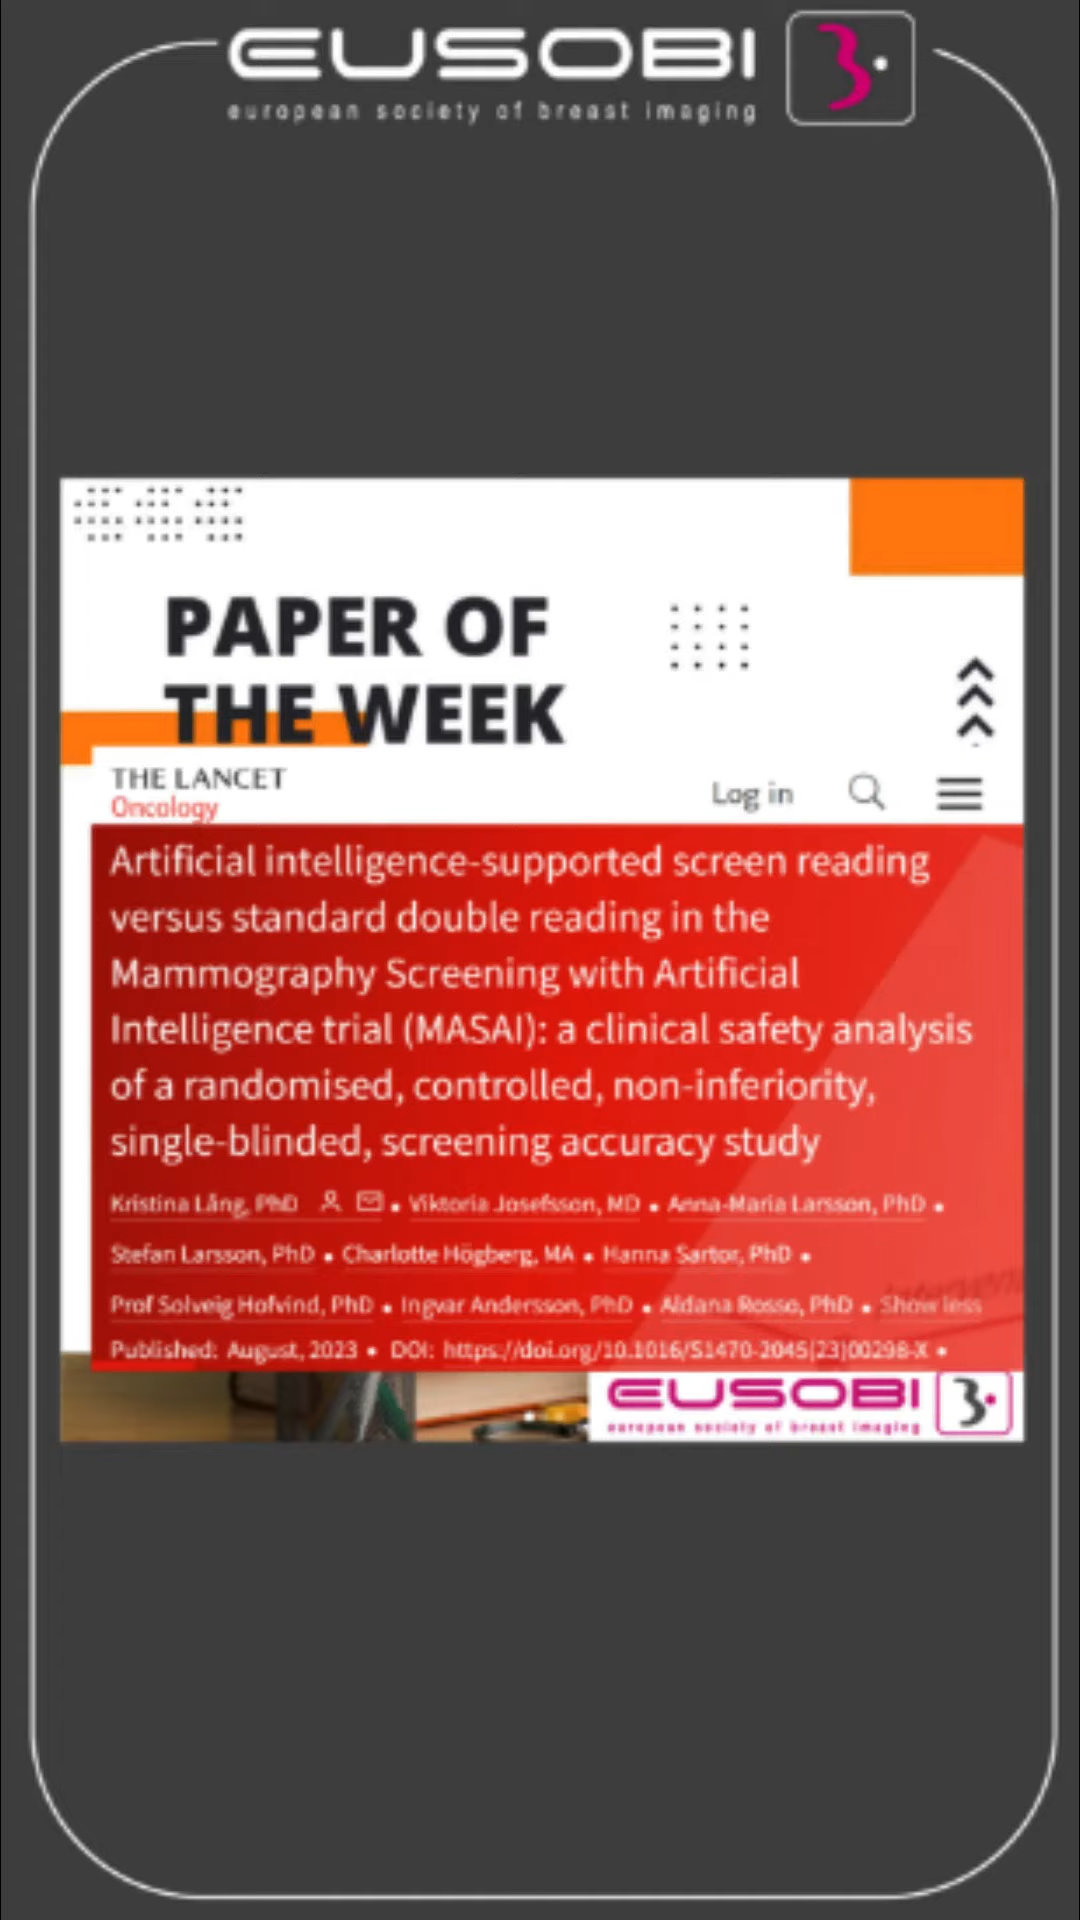 EUSOBI
european society of breast imaging
PAPER OF
THE WEEK
THE LANCET
Oncology
Log in
Artificial intelligence-supported screen reading
versus standard double reading in the
Mammography Screening with Artificial
Intelligence trial (MASAI): a clinical safety analysis
of a randomised, controlled, non-inferiority,
single-blinded, screening accuracy study
Kristina Lång, PhD • Viktoria Josefsson, MD • Anna-Maria Larsson, PhD •
Stefan Larsson, PhD • Charlotte Högberg, MA • Hanna Sartor, PhD •
Prof Solveig Hofvind, PhD • Ingvar Andersson, PhD • Aldana Rosso, PhD • Show less
Published: August, 2023 • DOI: https://doi.org/10.1016/S1470-2045(23)00298-X •
EUSOBI
european society of breast imaging